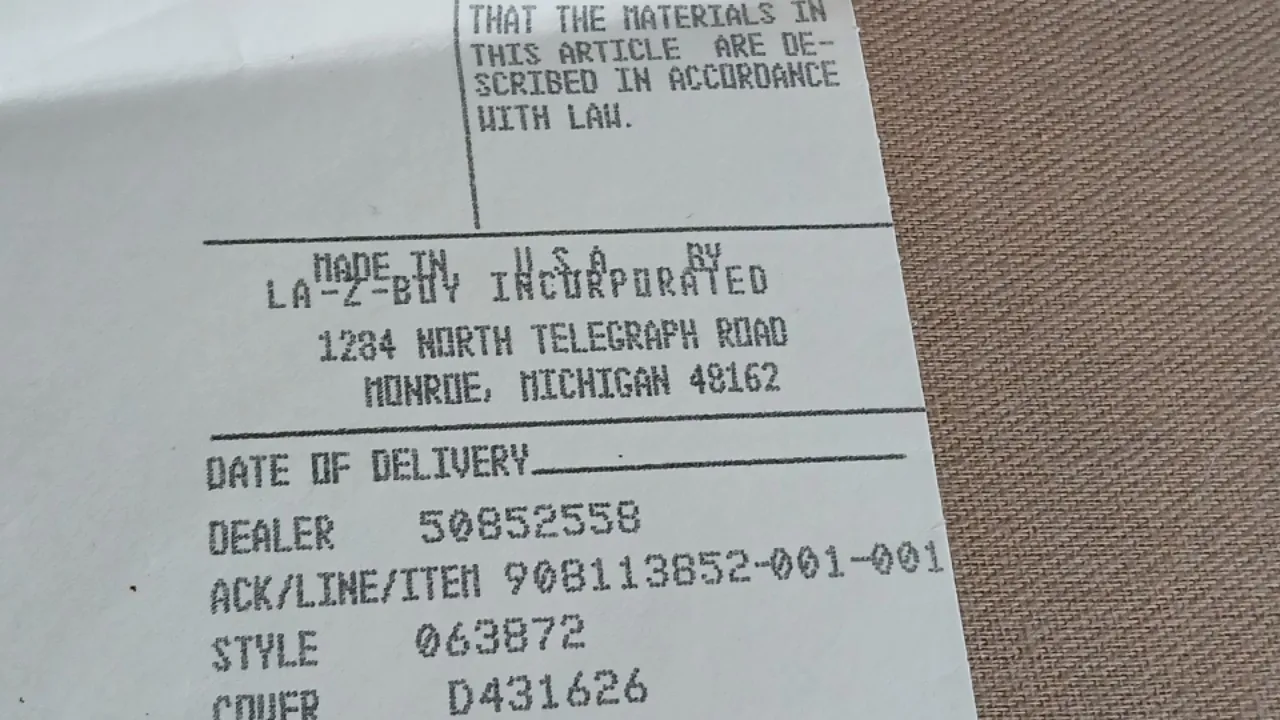 THAT THE MATERIALS IN
THIS ARTICLE ARE DE-
SCRIBED IN ACCORDANCE
WITH LAW.
MADE IN U S A BY
LA-Z-BOY INCORPORATED
1284 NORTH TELEGRAPH ROAD
MONROE, MICHIGAN 48162
DATE OF DELIVERY
DEALER 50852558
ACK/LINE/ITEM 908113852-001-001
STYLE 063872
COVER D431626